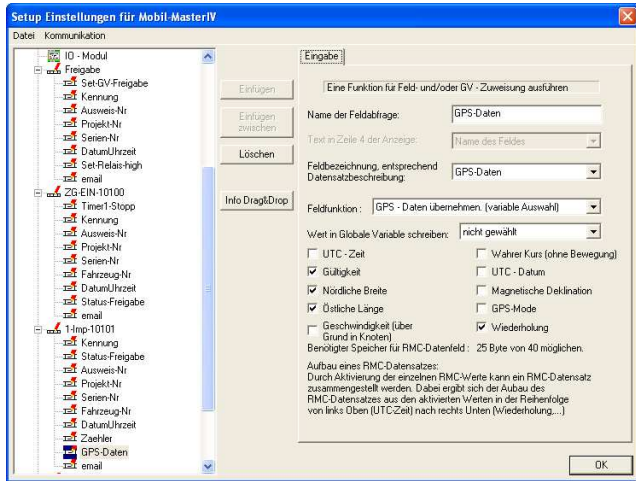 Setup Einstellungen für Mobil-MasterIV
Datei Kommunikation
IO - Modul
Freigabe
Set-GV-Freigabe
Kennung
Ausweis-Nr
Projekt-Nr
Serien-Nr
DatumUhrzeit
Set-Relais-high
email
ZG-EIN-10100
Timer1-Stopp
Kennung
Ausweis-Nr
Projekt-Nr
Serien-Nr
Fahrzeug-Nr
DatumUhrzeit
Status-Freigabe
email
1-Imp-10101
Kennung
Status-Freigabe
Ausweis-Nr
Projekt-Nr
Serien-Nr
Fahrzeug-Nr
DatumUhrzeit
Zaehler
GPS-Daten
email
Einfügen
Einfügen
zwischen
Löschen
Info Drag&Drop
Eingabe
Eine Funktion für Feld- und/oder GV - Zuweisung ausführen
Name der Feldabfrage: GPS-Daten
Text in Zeile 4 der Anzeige: Name des Feldes
Feldbezeichnung, entsprechend
Datensatzbeschreibung: GPS-Daten
Feldfunktion : GPS - Daten übernehmen. (variable Auswahl)
Wert in Globale Variable schreiben: nicht gewählt
UTC - Zeit Wahrer Kurs (ohne Bewegung)
Gültigkeit UTC - Datum
Nördliche Breite Magnetische Deklination
Östliche Länge GPS-Mode
Geschwindigkeit (über
Grund in Knoten) Wiederholung
Benötigter Speicher für RMC-Datenfeld : 25 Byte von 40 möglichen.
Aufbau eines RMC-Datensatzes:
Durch Aktivierung der einzelnen RMC-Werte kann ein RMC-Datensatz
zusammengestellt werden. Dabei ergibt sich der Aubau des
RMC-Datensatzes aus den aktivierten Werten in der Reihenfolge
von links Oben (UTC-Zeit) nach rechts Unten (Wiederholung,...)
OK